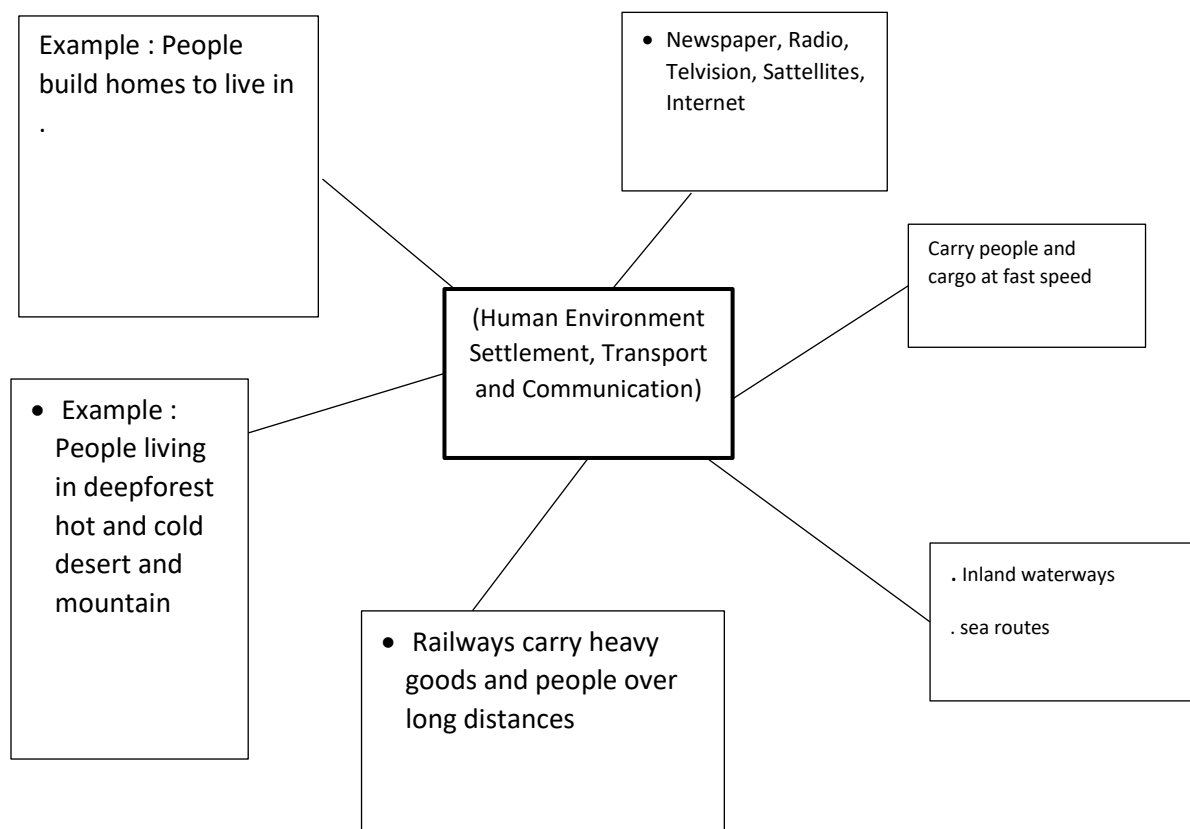 Example : People
build homes to live in
.
• Newspaper, Radio,
Telvision, Sattellites,
Internet
Carry people and
cargo at fast speed
(Human Environment
Settlement, Transport
and Communication)
• Example :
People living
in deepforest
hot and cold
desert and
mountain
. Inland waterways
. sea routes
• Railways carry heavy
goods and people over
long distances